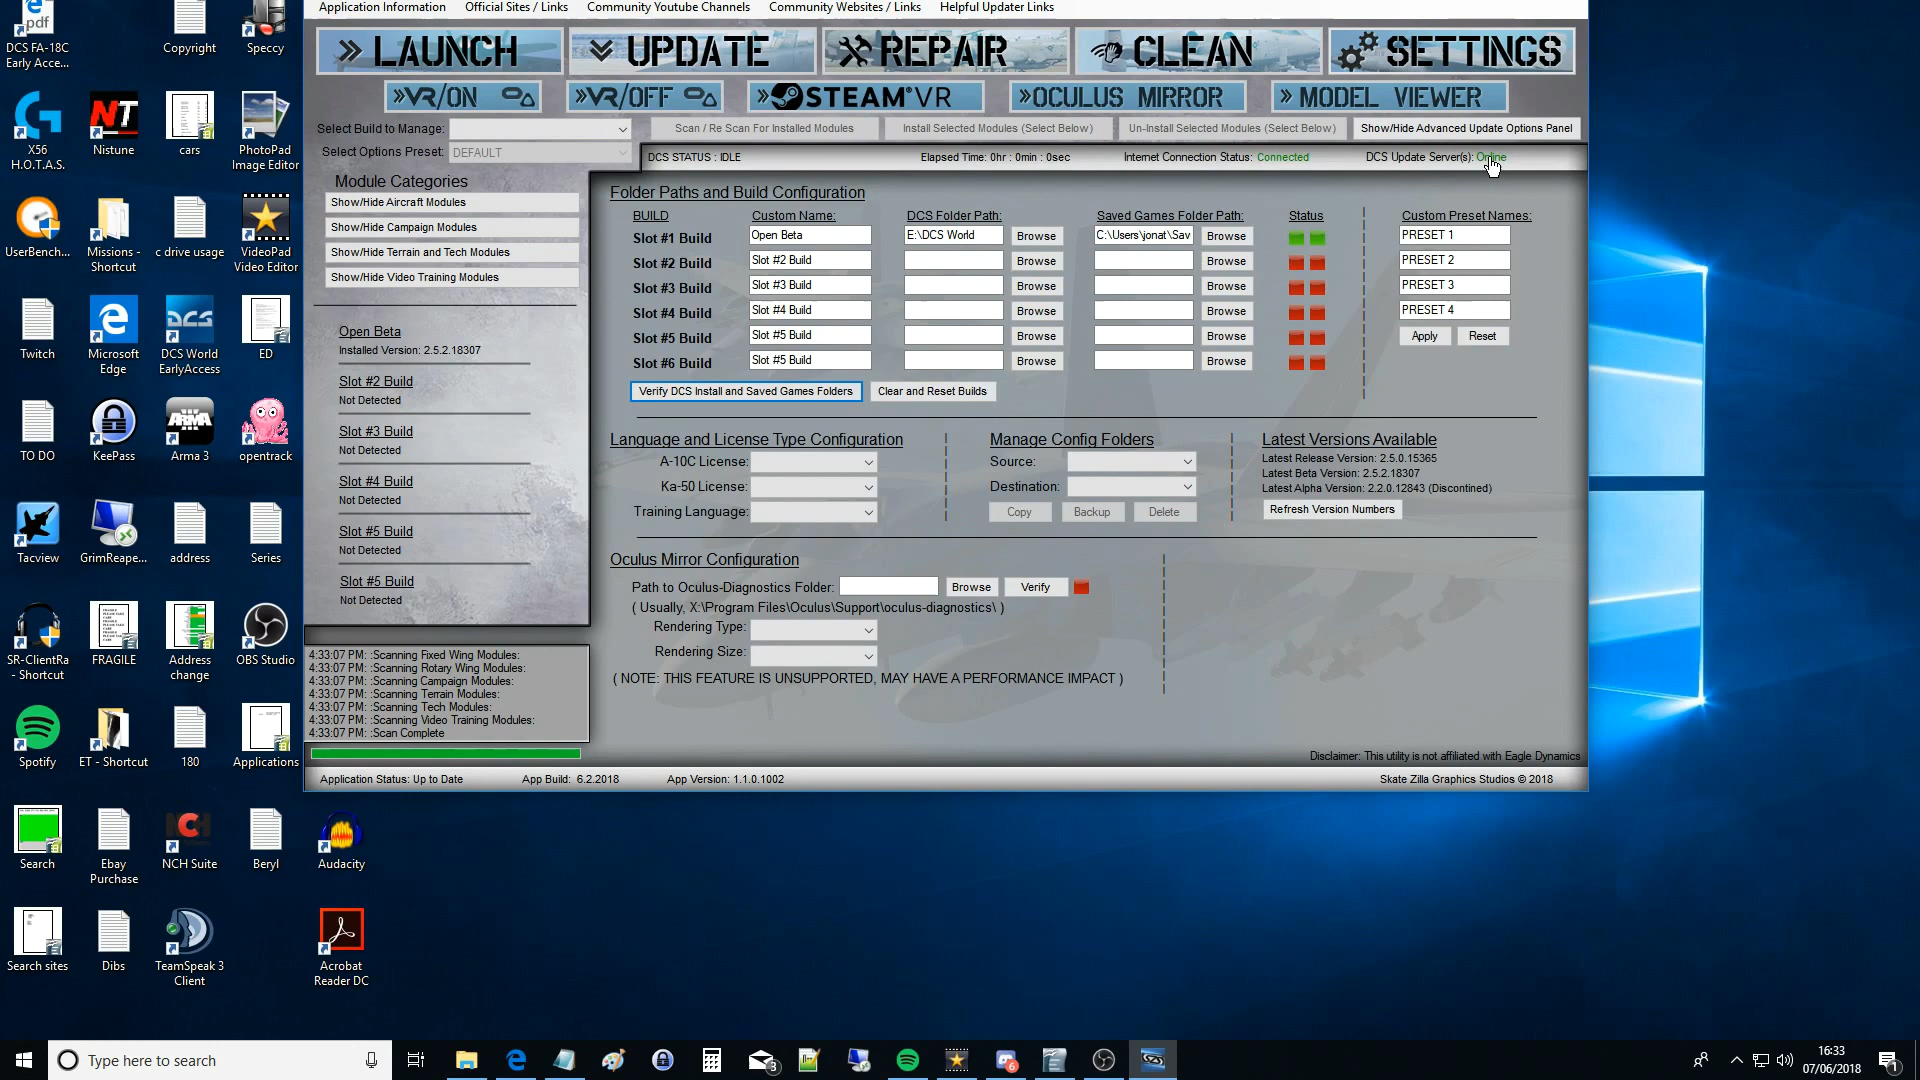 Application Information
Official Sites / Links
Community Youtube Channels
Community Websites / Links
Helpful Updater Links
LAUNCH
UPDATE
REPAIR
CLEAN
SETTINGS
VR/ON
VR/OFF
STEAM VR
OCULUS MIRROR
MODEL VIEWER
Select Build to Manage:
Scan / Re Scan For Installed Modules
Install Selected Modules (Select Below)
Un-Install Selected Modules (Select Below)
Show/Hide Advanced Update Options Panel
Select Options Preset: DEFAULT
DCS STATUS : IDLE
Elapsed Time: 0hr : 0min : 0sec
Internet Connection Status: Connected
DCS Update Server(s): Online
Module Categories
Show/Hide Aircraft Modules
Show/Hide Campaign Modules
Show/Hide Terrain and Tech Modules
Show/Hide Video Training Modules
Open Beta
Installed Version: 2.5.2.18307
Slot #2 Build
Not Detected
Slot #3 Build
Not Detected
Slot #4 Build
Not Detected
Slot #5 Build
Not Detected
Slot #5 Build
Not Detected
Folder Paths and Build Configuration
BUILD
Custom Name:
DCS Folder Path:
Saved Games Folder Path:
Status
Custom Preset Names:
Slot #1 Build
Open Beta
E:\DCS World
Browse
C:\Users\jonat\Sav
Browse
PRESET 1
Slot #2 Build
Slot #2 Build
Browse
Browse
PRESET 2
Slot #3 Build
Slot #3 Build
Browse
Browse
PRESET 3
Slot #4 Build
Slot #4 Build
Browse
Browse
PRESET 4
Slot #5 Build
Slot #5 Build
Browse
Browse
Apply
Reset
Slot #6 Build
Slot #5 Build
Browse
Browse
Verify DCS Install and Saved Games Folders
Clear and Reset Builds
Language and License Type Configuration
A-10C License:
Ka-50 License:
Training Language:
Manage Config Folders
Source:
Destination:
Copy
Backup
Delete
Latest Versions Available
Latest Release Version: 2.5.0.15365
Latest Beta Version: 2.5.2.18307
Latest Alpha Version: 2.2.0.12843 (Discontined)
Refresh Version Numbers
Oculus Mirror Configuration
Path to Oculus-Diagnostics Folder:
Browse
Verify
( Usually, X:\Program Files\Oculus\Support\oculus-diagnostics\ )
Rendering Type:
Rendering Size:
( NOTE: THIS FEATURE IS UNSUPPORTED, MAY HAVE A PERFORMANCE IMPACT )
4:33:07 PM: :Scanning Fixed Wing Modules:
4:33:07 PM: :Scanning Rotary Wing Modules:
4:33:07 PM: :Scanning Campaign Modules:
4:33:07 PM: :Scanning Terrain Modules:
4:33:07 PM: :Scanning Tech Modules:
4:33:07 PM: :Scanning Video Training Modules:
4:33:07 PM: :Scan Complete
Disclaimer: This utility is not affiliated with Eagle Dynamics
Application Status: Up to Date
App Build: 6.2.2018
App Version: 1.1.0.1002
Skate Zilla Graphics Studios © 2018
pdf
DCS FA-18C
Early Acce...
Copyright
Speccy
X56
H.O.T.A.S.
NT
Nistune
cars
PhotoPad
Image Editor
UserBench...
Missions -
Shortcut
c drive usage
VideoPad
Video Editor
Twitch
Microsoft
Edge
DCS
DCS World
EarlyAccess
ED
TO DO
KeePass
ARMA
Arma 3
opentrack
Tacview
GrimReape...
address
Series
SR-ClientRa
- Shortcut
FRAGILE
Address
change
OBS Studio
Spotify
ET - Shortcut
180
Applications
Search
Ebay
Purchase
NCH
NCH Suite
Beryl
Audacity
Search sites
Dibs
TeamSpeak 3
Client
Acrobat
Reader DC
Type here to search
3
6
16:33
07/06/2018
1